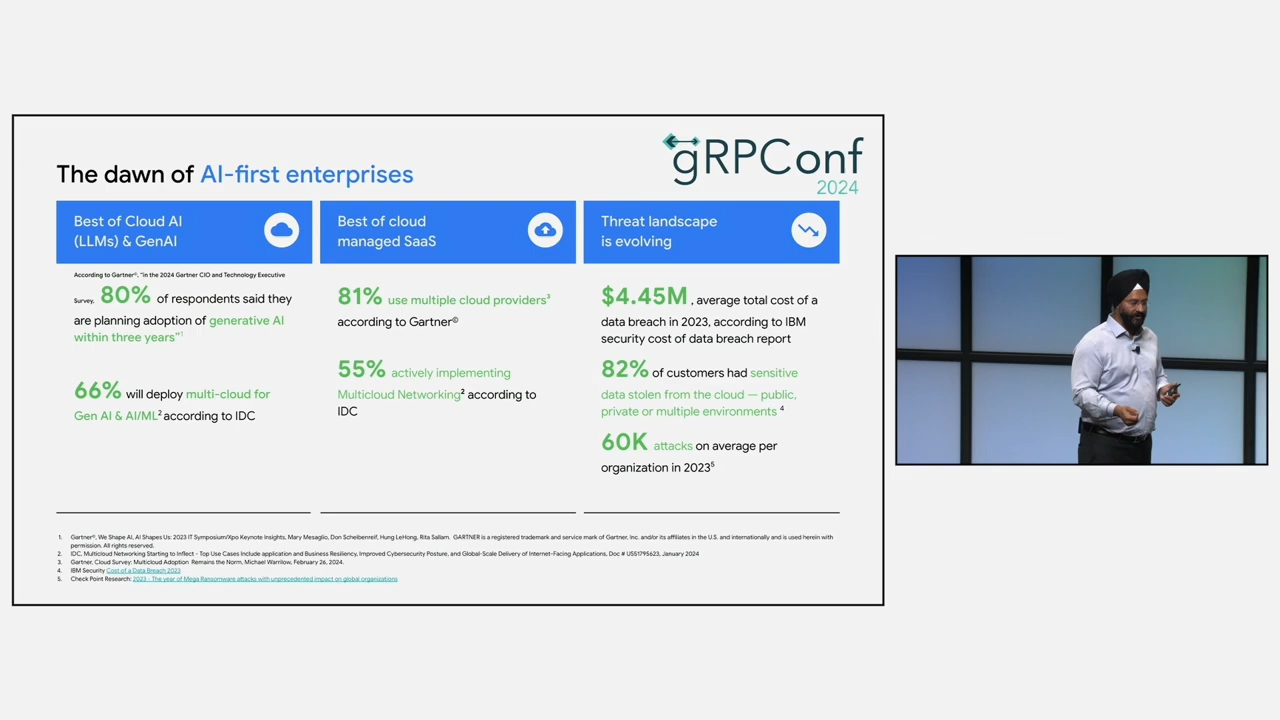 gRPConf
2024
The dawn of AI-first enterprises
Best of Cloud AI
(LLMs) & GenAI
According to Gartner®, "in the 2024 Gartner CIO and Technology Executive
Survey, 80% of respondents said they
are planning adoption of generative AI
within three years"1
66% will deploy multi-cloud for
Gen AI & AI/ML2 according to IDC
Best of cloud
managed SaaS
81% use multiple cloud providers3
according to Gartner©
55% actively implementing
Multicloud Networking2 according to
IDC
Threat landscape
is evolving
$4.45M , average total cost of a
data breach in 2023, according to IBM
security cost of data breach report
82% of customers had sensitive
data stolen from the cloud — public,
private or multiple environments 4
60K attacks on average per
organization in 20235
1. Gartner®, We Shape AI, AI Shapes Us: 2023 IT Symposium/Xpo Keynote Insights, Mary Mesaglio, Don Scheibenreif, Hung LeHong, Rita Sallam. GARTNER is a registered trademark and service mark of Gartner, Inc. and/or its affiliates in the U.S. and internationally and is used herein with
permission. All rights reserved.
2. IDC, Multicloud Networking Starting to Inflect - Top Use Cases Include application and Business Resiliency, Improved Cybersecurity Posture, and Global-Scale Delivery of Internet-Facing Applications, Doc # US51795623, January 2024
3. Gartner, Cloud Survey: Multicloud Adoption Remains the Norm, Michael Warrilow, February 26, 2024.
4. IBM Security Cost of a Data Breach 2023
5. Check Point Research: 2023 - The year of Mega Ransomware attacks with unprecedented impact on global organizations